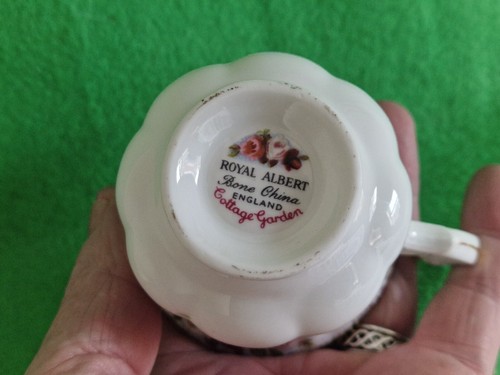 ROYAL ALBERT
Bone China
ENGLAND
Cottage Garden